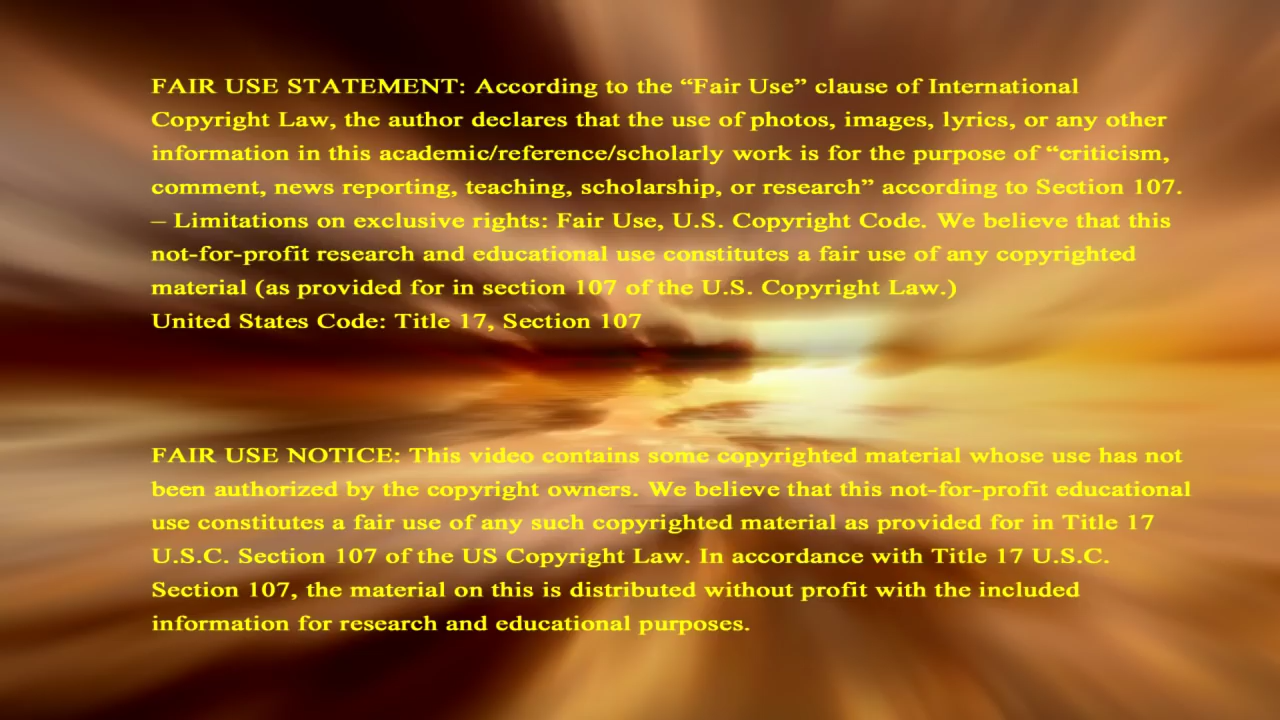 FAIR USE STATEMENT: According to the “Fair Use” clause of International
Copyright Law, the author declares that the use of photos, images, lyrics, or any other
information in this academic/reference/scholarly work is for the purpose of “criticism,
comment, news reporting, teaching, scholarship, or research” according to Section 107.
– Limitations on exclusive rights: Fair Use, U.S. Copyright Code. We believe that this
not-for-profit research and educational use constitutes a fair use of any copyrighted
material (as provided for in section 107 of the U.S. Copyright Law.)
United States Code: Title 17, Section 107
FAIR USE NOTICE: This video contains some copyrighted material whose use has not
been authorized by the copyright owners. We believe that this not-for-profit educational
use constitutes a fair use of any such copyrighted material as provided for in Title 17
U.S.C. Section 107 of the US Copyright Law. In accordance with Title 17 U.S.C.
Section 107, the material on this is distributed without profit with the included
information for research and educational purposes.